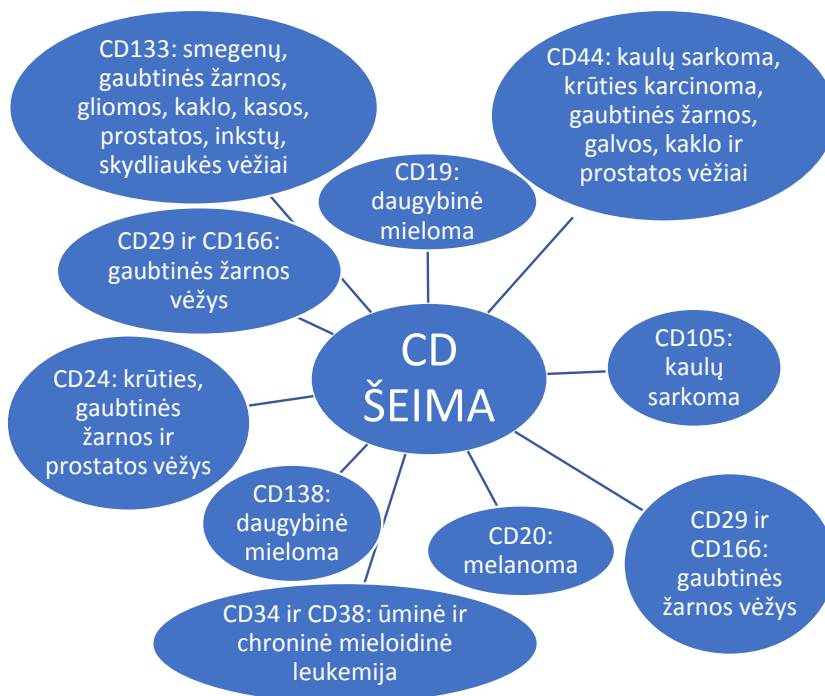 CD133: smegenų,
gaubtinės žarnos,
gliomos, kaklo, kasos,
prostatos, inkstų,
skydliaukės vėžiai
CD44: kaulų sarkoma,
krūties karcinoma,
gaubtinės žarnos,
galvos, kaklo ir
prostatos vėžiai
CD19:
daugybinė
mieloma
CD29 ir CD166:
gaubtinės žarnos
vėžys
CD
ŠEIMA
CD105:
kaulų
sarkoma
CD24: krūties,
gaubtinės
žarnos ir
prostatos vėžys
CD138:
daugybinė
mieloma
CD20:
melanoma
CD29 ir
CD166:
gaubtinės
žarnos vėžys
CD34 ir CD38: ūminė ir
chroninė mieloidinė
leukemija